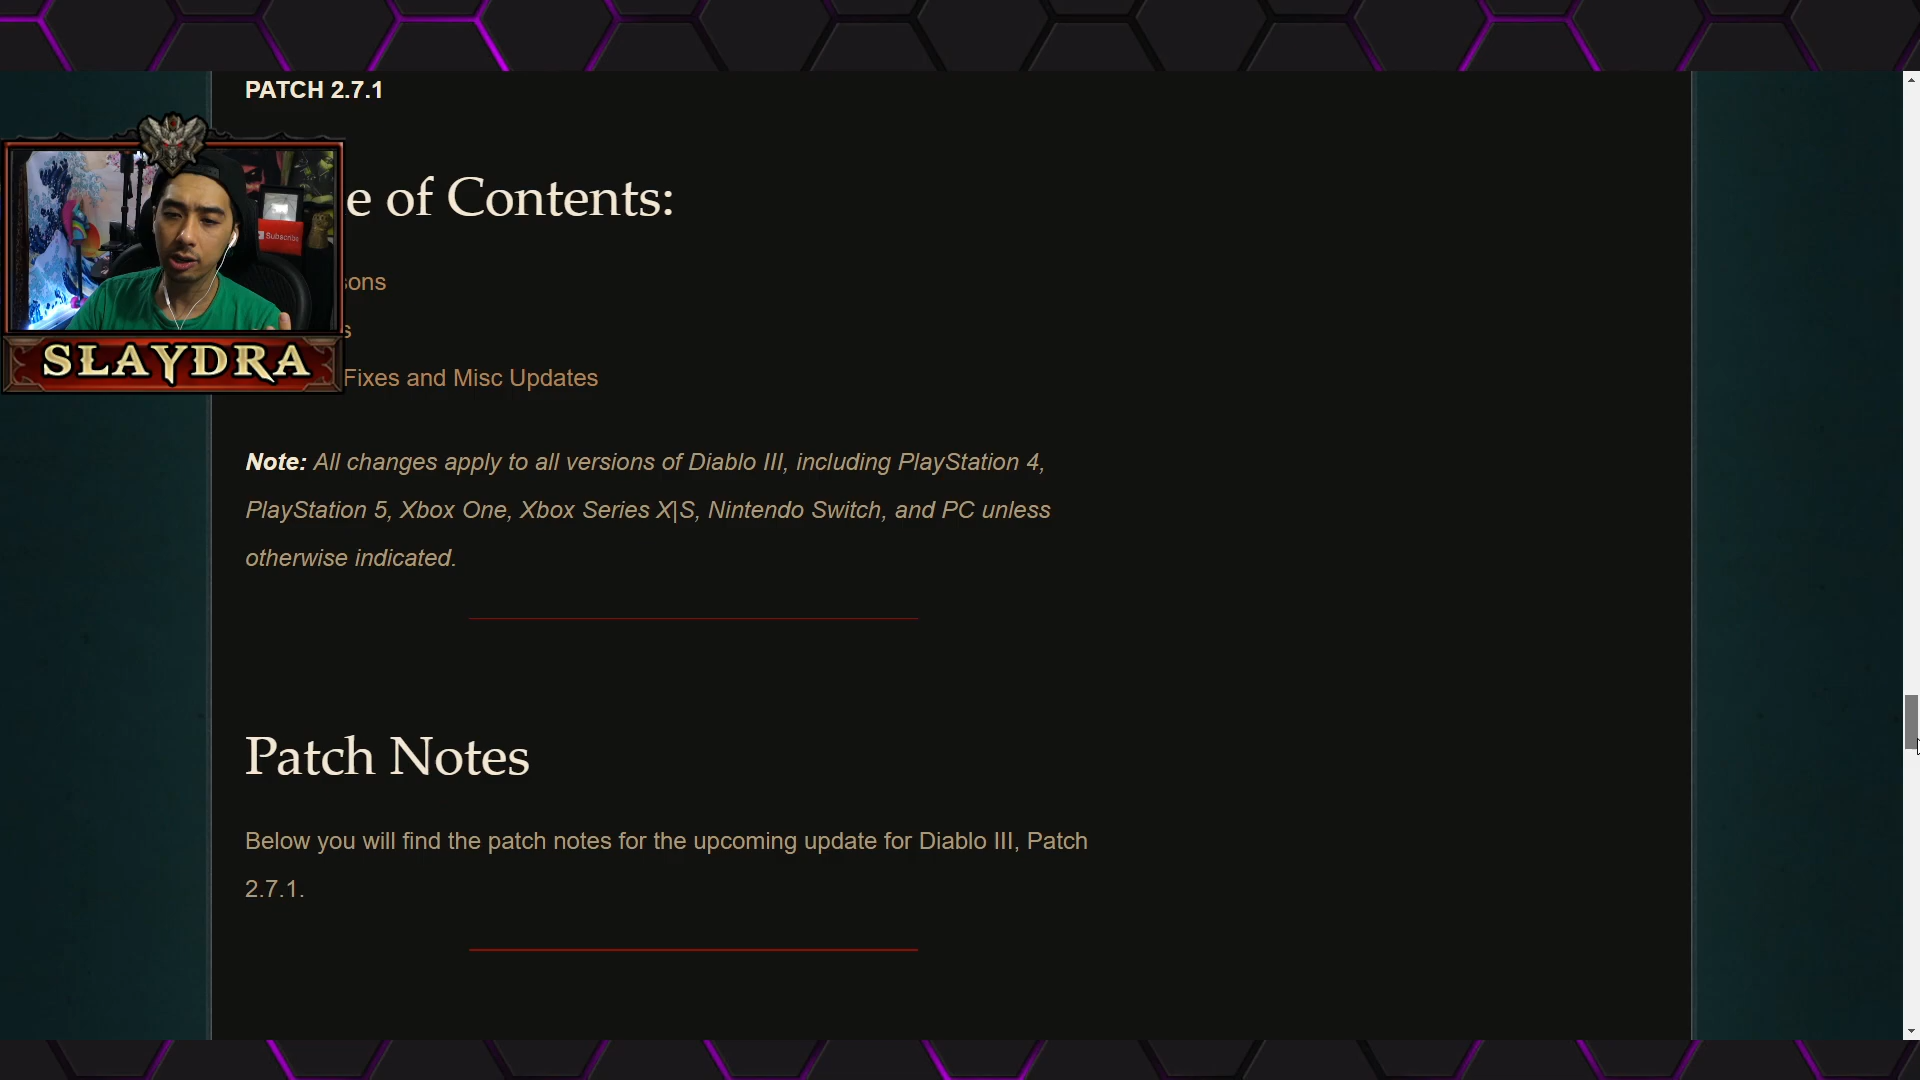 PATCH 2.7.1
e of Contents:
sons
s
Fixes and Misc Updates
Subscribe
SLAYDRA
Note: All changes apply to all versions of Diablo III, including PlayStation 4,
PlayStation 5, Xbox One, Xbox Series X|S, Nintendo Switch, and PC unless
otherwise indicated.
Patch Notes
Below you will find the patch notes for the upcoming update for Diablo III, Patch
2.7.1.